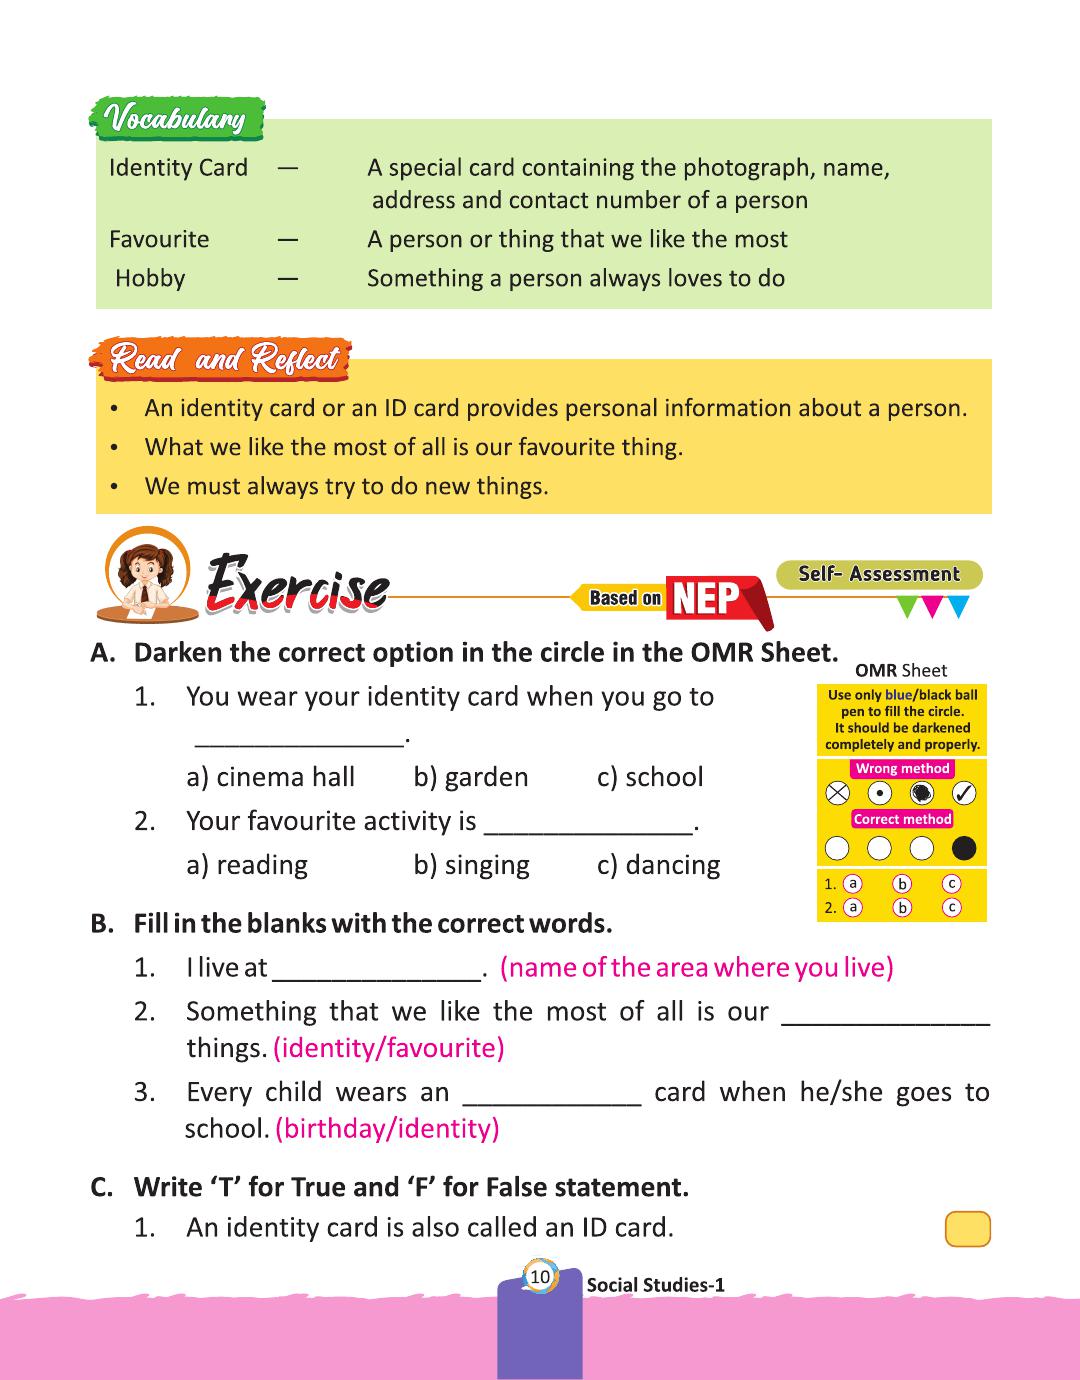 Vocabulary
Identity Card — A special card containing the photograph, name,
address and contact number of a person
Favourite — A person or thing that we like the most
Hobby — Something a person always loves to do
Read and Reflect
• An identity card or an ID card provides personal information about a person.
• What we like the most of all is our favourite thing.
• We must always try to do new things.
Exercise
Based on NEP
Self- Assessment
A. Darken the correct option in the circle in the OMR Sheet.
1. You wear your identity card when you go to
______________.
a) cinema hall b) garden c) school
2. Your favourite activity is ______________.
a) reading b) singing c) dancing
OMR Sheet
Use only blue/black ball
pen to fill the circle.
It should be darkened
completely and properly.
Wrong method
Correct method
1. a b c
2. a b c
B. Fill in the blanks with the correct words.
1. I live at ______________. (name of the area where you live)
2. Something that we like the most of all is our ______________
things. (identity/favourite)
3. Every child wears an ____________ card when he/she goes to
school. (birthday/identity)
C. Write ‘T’ for True and ‘F’ for False statement.
1. An identity card is also called an ID card.
10
Social Studies-1